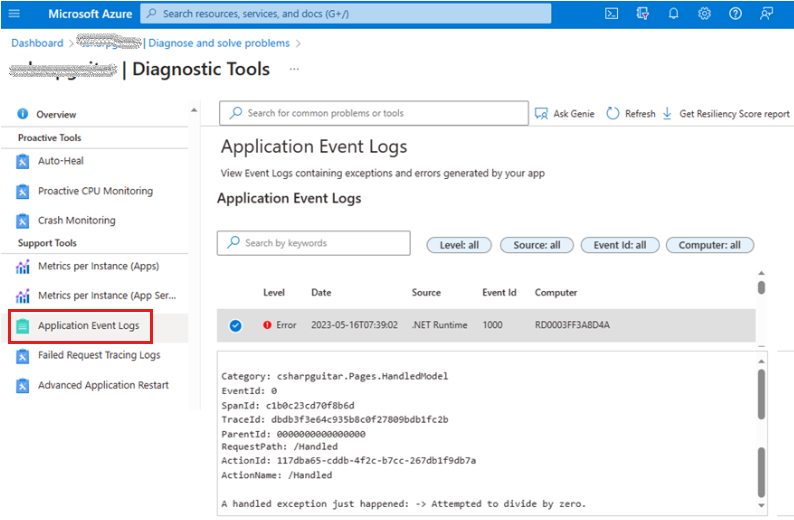 Microsoft Azure
Search resources, services, and docs (G+/)
Dashboard > | Diagnose and solve problems >
| Diagnostic Tools ...
Overview
Proactive Tools
Auto-Heal
Proactive CPU Monitoring
Crash Monitoring
Support Tools
Metrics per Instance (Apps)
Metrics per Instance (App Ser...
Application Event Logs
Failed Request Tracing Logs
Advanced Application Restart
Search for common problems or tools
Ask Genie
Refresh
Get Resiliency Score report
Application Event Logs
View Event Logs containing exceptions and errors generated by your app
Application Event Logs
Search by keywords
Level: all
Source: all
Event Id: all
Computer: all
Level Date Source Event Id Computer
Error 2023-05-16T07:39:02 .NET Runtime 1000 RD0003FF3A8D4A
Category: csharpguitar.Pages.HandledModel
EventId: 0
SpanId: c1b0c23cd70f8b6d
TraceId: dbdb3f3e64c935b8c0f27809bdb1fc2b
ParentId: 0000000000000000
RequestPath: /Handled
ActionId: 117dba65-cddb-4f2c-b7cc-267db1f9db7a
ActionName: /Handled
A handled exception just happened: -> Attempted to divide by zero.